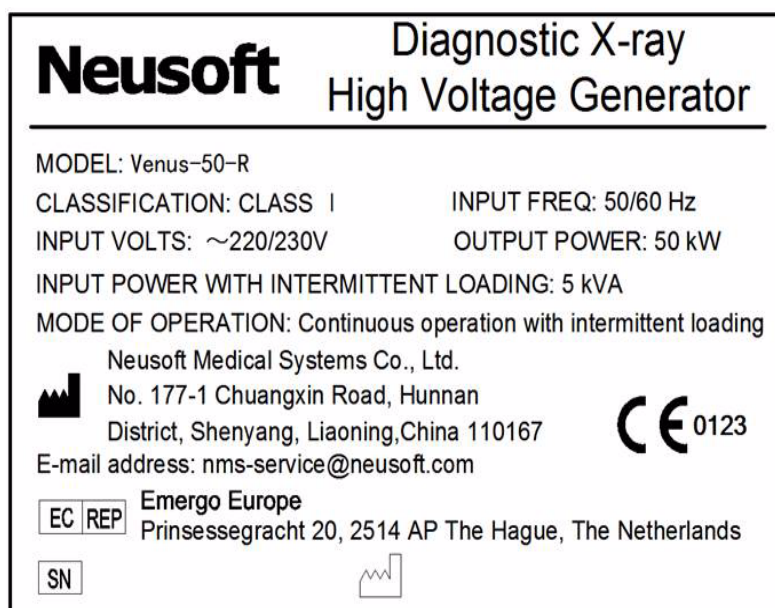 Neusoft
Diagnostic X-ray
High Voltage Generator
MODEL: Venus-50-R
CLASSIFICATION: CLASS I
INPUT FREQ: 50/60 Hz
INPUT VOLTS: ～220/230V
OUTPUT POWER: 50 kW
INPUT POWER WITH INTERMITTENT LOADING: 5 kVA
MODE OF OPERATION: Continuous operation with intermittent loading
Neusoft Medical Systems Co., Ltd.
No. 177-1 Chuangxin Road, Hunnan
District, Shenyang, Liaoning,China 110167
CE 0123
E-mail address: nms-service@neusoft.com
EC REP
Emergo Europe
Prinsessegracht 20, 2514 AP The Hague, The Netherlands
SN